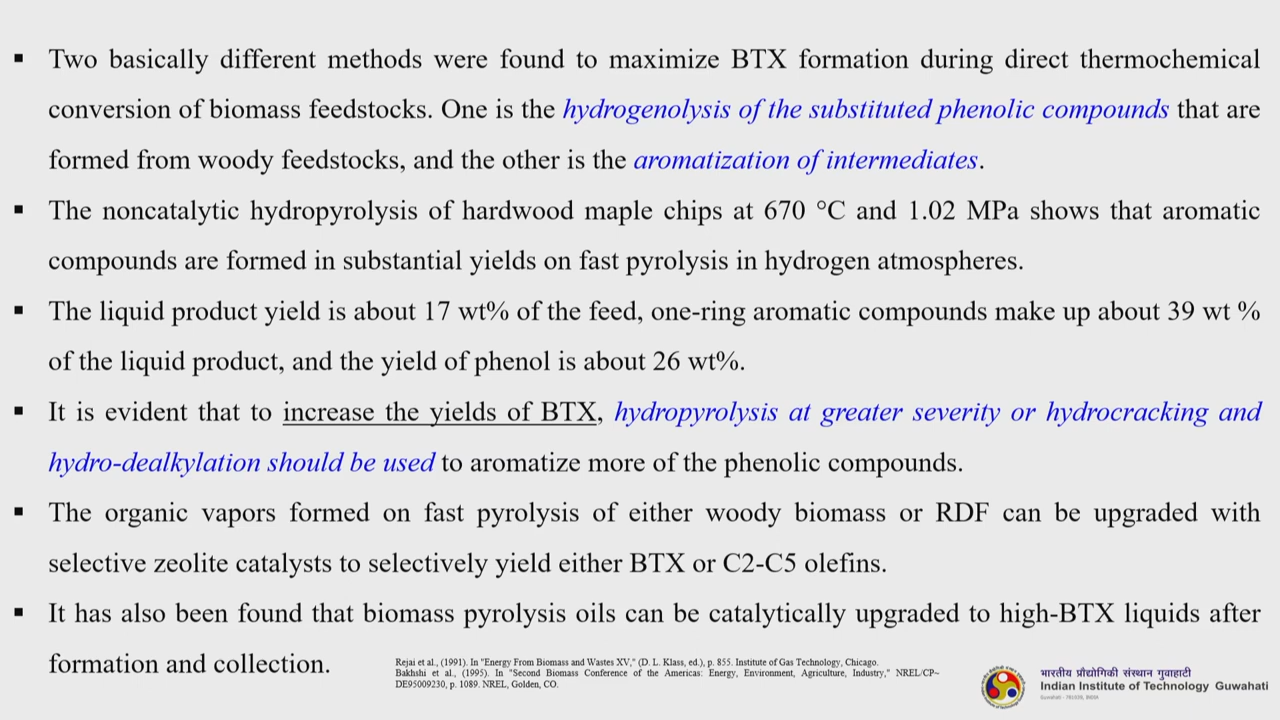 ▪ Two basically different methods were found to maximize BTX formation during direct thermochemical
conversion of biomass feedstocks. One is the hydrogenolysis of the substituted phenolic compounds that are
formed from woody feedstocks, and the other is the aromatization of intermediates.
▪ The noncatalytic hydropyrolysis of hardwood maple chips at 670 °C and 1.02 MPa shows that aromatic
compounds are formed in substantial yields on fast pyrolysis in hydrogen atmospheres.
▪ The liquid product yield is about 17 wt% of the feed, one-ring aromatic compounds make up about 39 wt %
of the liquid product, and the yield of phenol is about 26 wt%.
▪ It is evident that to increase the yields of BTX, hydropyrolysis at greater severity or hydrocracking and
hydro-dealkylation should be used to aromatize more of the phenolic compounds.
▪ The organic vapors formed on fast pyrolysis of either woody biomass or RDF can be upgraded with
selective zeolite catalysts to selectively yield either BTX or C2-C5 olefins.
▪ It has also been found that biomass pyrolysis oils can be catalytically upgraded to high-BTX liquids after
formation and collection.
Rejai et al., (1991). In "Energy From Biomass and Wastes XV," (D. L. Klass, ed.), p. 855. Institute of Gas Technology, Chicago.
Bakhshi et al., (1995). In "Second Biomass Conference of the Americas: Energy, Environment, Agriculture, Industry," NREL/CP~
DE95009230, p. 1089. NREL, Golden, CO.
भारतीय प्रौद्योगिकी संस्थान गुवाहाटी
Indian Institute of Technology Guwahati
Guwahati - 781039, INDIA